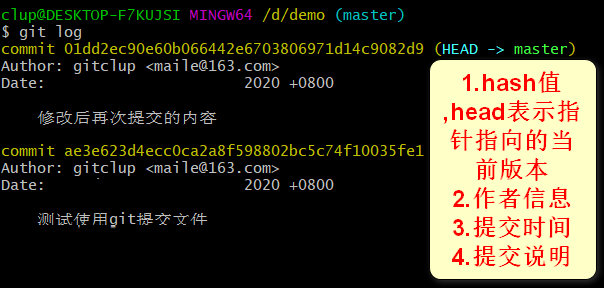 clup@DESKTOP-F7KUJSI MINGW64 /d/demo (master)
$ git log
commit 01dd2ec90e60b066442e6703806971d14c9082d9 (HEAD -> master)
Author: gitclup <maile@163.com>
Date: 2020 +0800
修改后再次提交的内容
commit ae3e623d4ecc0ca2a8f598802bc5c74f10035fe1
Author: gitclup <maile@163.com>
Date: 2020 +0800
测试使用git提交文件
1.hash值
,head表示指
针指向的当
前版本
2.作者信息
3.提交时间
4.提交说明